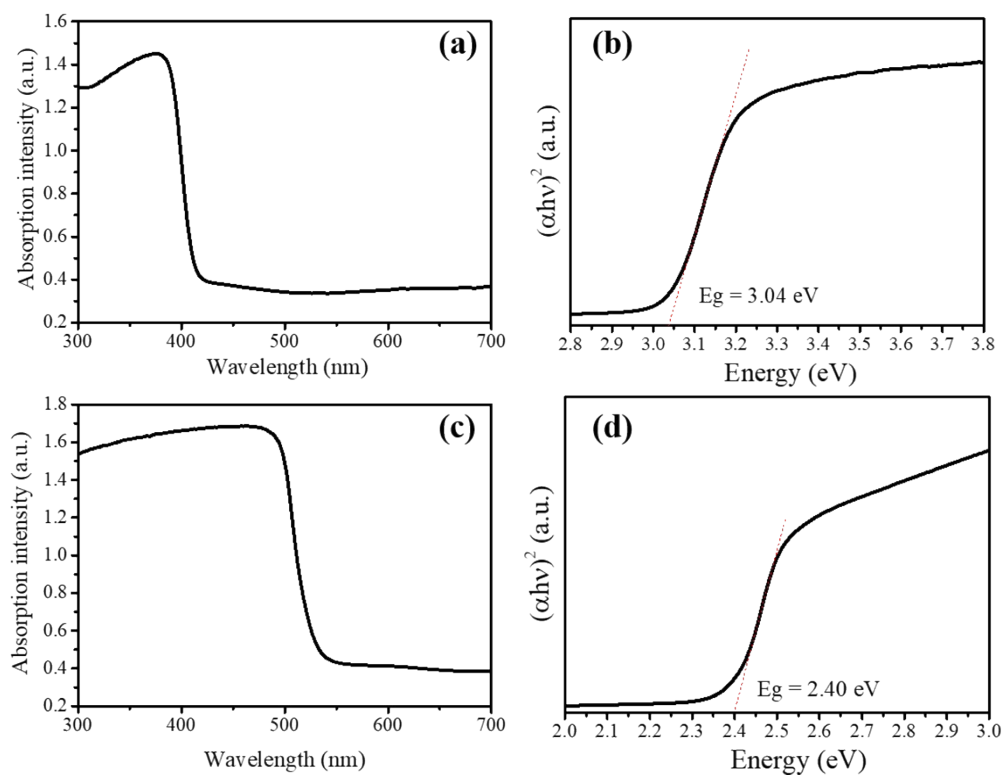 (a)
Absorption intensity (a.u.)
1.6
1.4
1.2
1.0
0.8
0.6
0.4
0.2
300 400 500 600 700
Wavelength (nm)
(b)
(αhν)² (a.u.)
Eg = 3.04 eV
2.8 2.9 3.0 3.1 3.2 3.3 3.4 3.5 3.6 3.7 3.8
Energy (eV)
(c)
Absorption intensity (a.u.)
1.8
1.6
1.4
1.2
1.0
0.8
0.6
0.4
0.2
300 400 500 600 700
Wavelength (nm)
(d)
(αhν)² (a.u.)
Eg = 2.40 eV
2.0 2.1 2.2 2.3 2.4 2.5 2.6 2.7 2.8 2.9 3.0
Energy (eV)